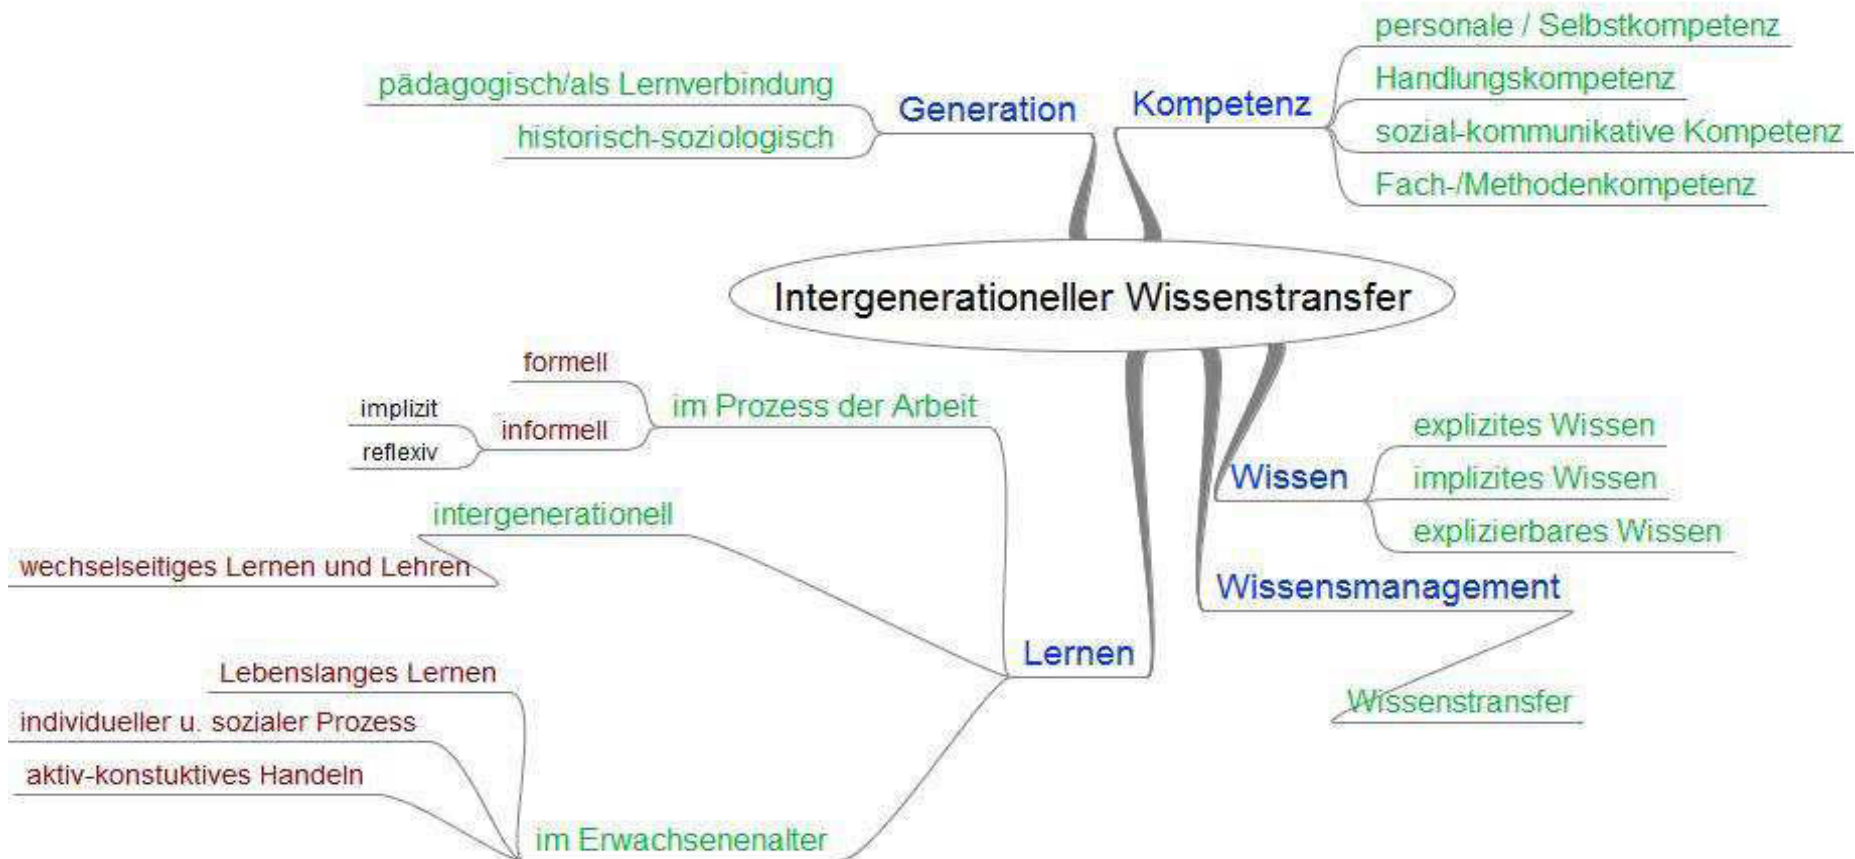 personale / Selbstkompetenz
pädagogisch/als Lernverbindung
Handlungskompetenz
Generation
Kompetenz
historisch-soziologisch
sozial-kommunikative Kompetenz
Fach-/Methodenkompetenz
Intergenerationeller Wissenstransfer
formell
implizit
im Prozess der Arbeit
informell
reflexiv
explizites Wissen
Wissen
implizites Wissen
explizierbares Wissen
intergenerationell
wechselseitiges Lernen und Lehren
Wissensmanagement
Lernen
Wissenstransfer
Lebenslanges Lernen
individueller u. sozialer Prozess
aktiv-konstuktives Handeln
im Erwachsenenalter